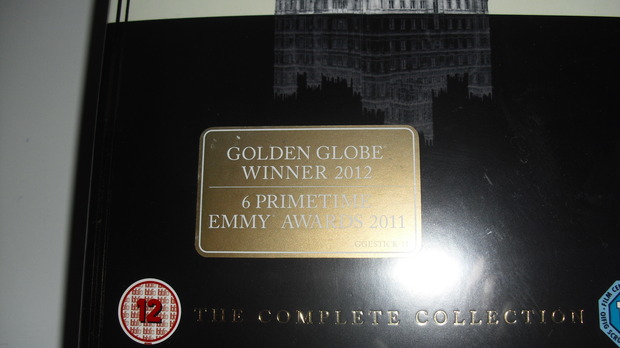 GOLDEN GLOBE®
WINNER 2012
6 PRIMETIME
EMMY® AWARDS 2011
12
THE COMPLETE COLLECTION